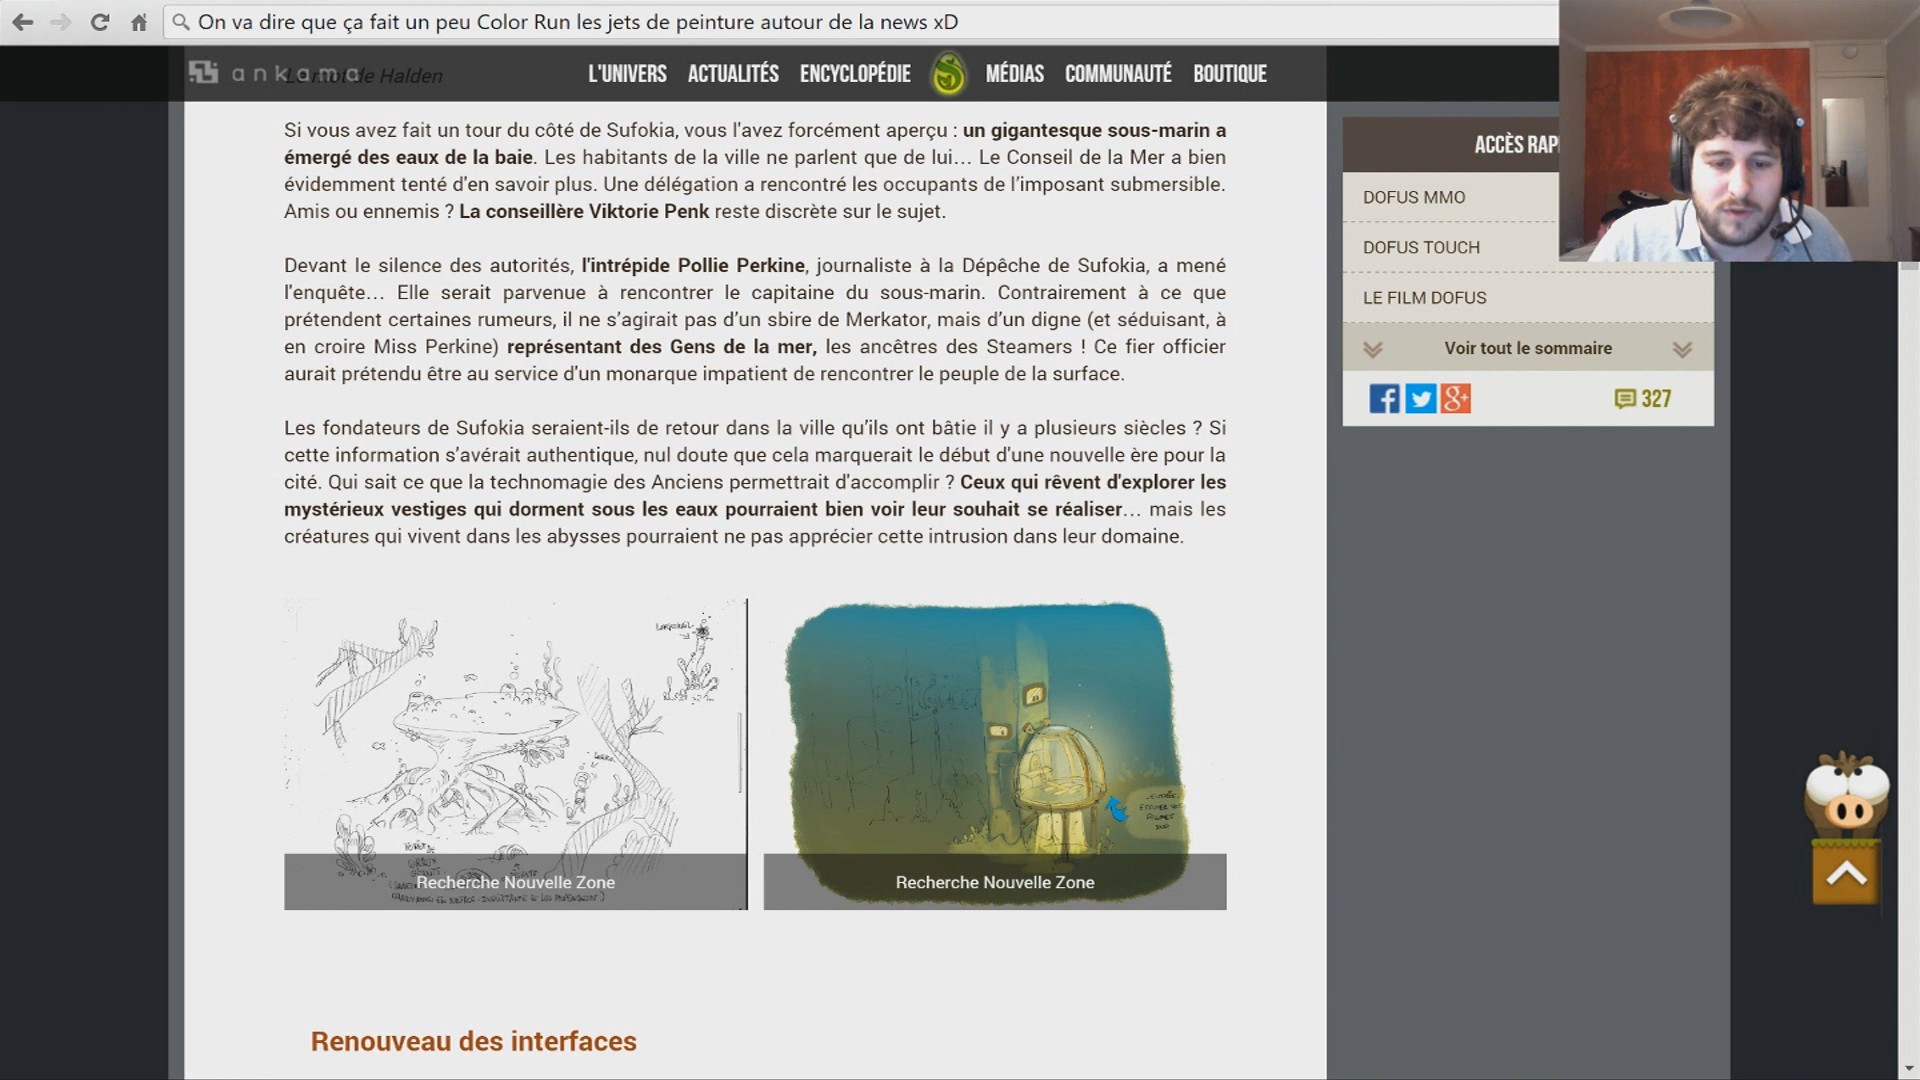 On va dire que ça fait un peu Color Run les jets de peinture autour de la news xD
ankama
Le mot de Halden
L'UNIVERS ACTUALITÉS ENCYCLOPÉDIE MÉDIAS COMMUNAUTÉ BOUTIQUE
Si vous avez fait un tour du côté de Sufokia, vous l'avez forcément aperçu : un gigantesque sous-marin a
émergé des eaux de la baie. Les habitants de la ville ne parlent que de lui… Le Conseil de la Mer a bien
évidemment tenté d'en savoir plus. Une délégation a rencontré les occupants de l’imposant submersible.
Amis ou ennemis ? La conseillère Viktorie Penk reste discrète sur le sujet.
Devant le silence des autorités, l'intrépide Pollie Perkine, journaliste à la Dépêche de Sufokia, a mené
l'enquête… Elle serait parvenue à rencontrer le capitaine du sous-marin. Contrairement à ce que
prétendent certaines rumeurs, il ne s’agirait pas d’un sbire de Merkator, mais d’un digne (et séduisant, à
en croire Miss Perkine) représentant des Gens de la mer, les ancêtres des Steamers ! Ce fier officier
aurait prétendu être au service d’un monarque impatient de rencontrer le peuple de la surface.
Les fondateurs de Sufokia seraient-ils de retour dans la ville qu’ils ont bâtie il y a plusieurs siècles ? Si
cette information s’avérait authentique, nul doute que cela marquerait le début d'une nouvelle ère pour la
cité. Qui sait ce que la technomagie des Anciens permettrait d'accomplir ? Ceux qui rêvent d'explorer les
mystérieux vestiges qui dorment sous les eaux pourraient bien voir leur souhait se réaliser… mais les
créatures qui vivent dans les abysses pourraient ne pas apprécier cette intrusion dans leur domaine.
Recherche Nouvelle Zone
Recherche Nouvelle Zone
Renouveau des interfaces
ACCÈS RAP
DOFUS MMO
DOFUS TOUCH
LE FILM DOFUS
Voir tout le sommaire
327